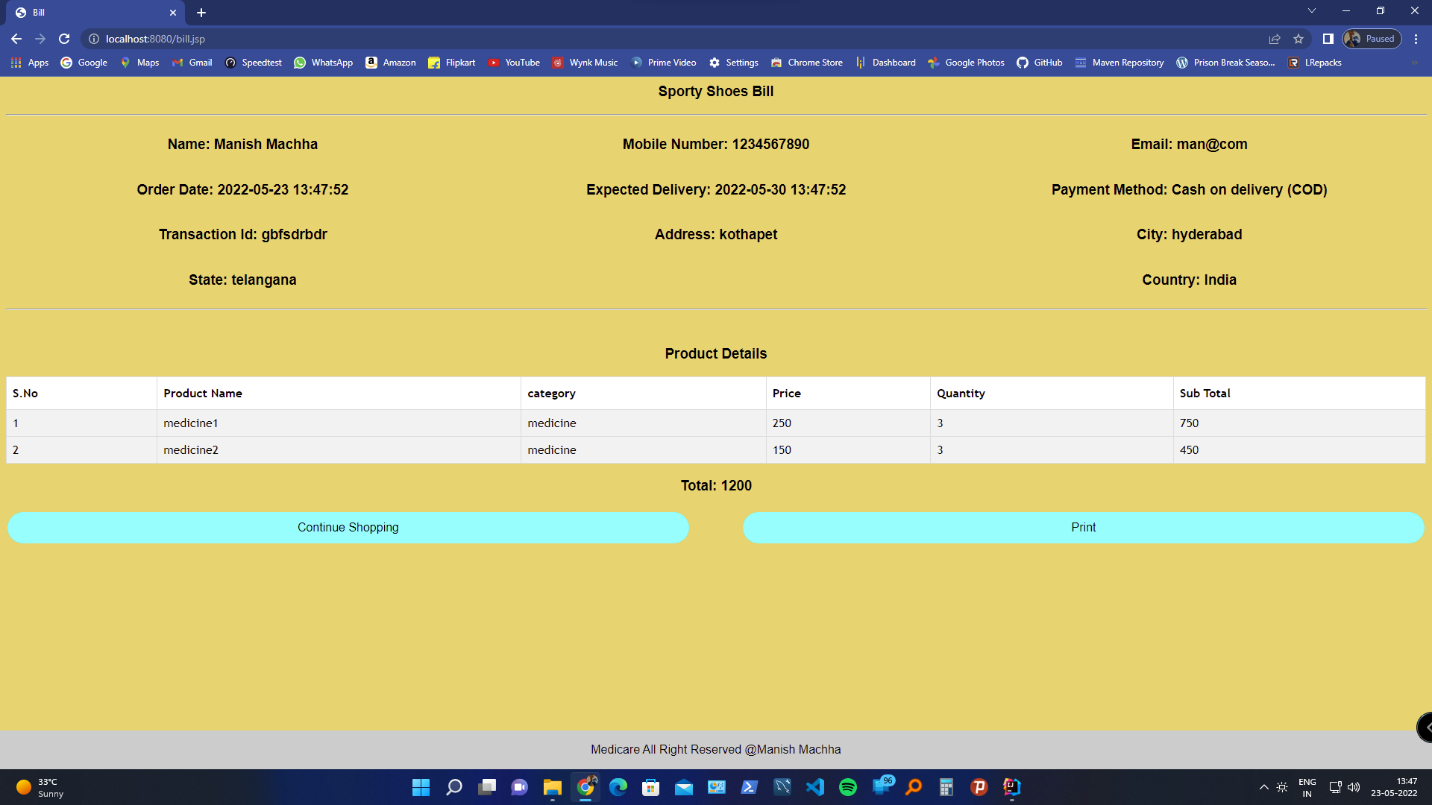 Bill
localhost:8080/bill.jsp
Paused
Apps Google Maps Gmail Speedtest WhatsApp Amazon Flipkart YouTube Wynk Music Prime Video Settings Chrome Store Dashboard Google Photos GitHub Maven Repository Prison Break Seaso... LRepacks
Sporty Shoes Bill
Name: Manish Machha Mobile Number: 1234567890 Email: man@com
Order Date: 2022-05-23 13:47:52 Expected Delivery: 2022-05-30 13:47:52 Payment Method: Cash on delivery (COD)
Transaction Id: gbfsdrbdr Address: kothapet City: hyderabad
State: telangana Country: India
Product Details
S.No Product Name category Price Quantity Sub Total
1 medicine1 medicine 250 3 750
2 medicine2 medicine 150 3 450
Total: 1200
Continue Shopping Print
Medicare All Right Reserved @Manish Machha
33°C
Sunny
96
ENG
IN
13:47
23-05-2022